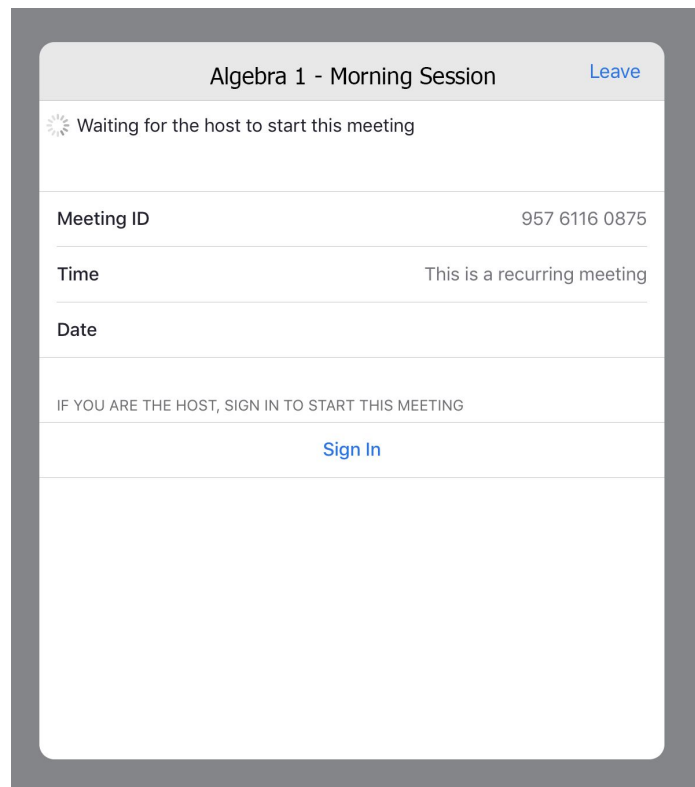 Algebra 1 - Morning Session
Leave
Waiting for the host to start this meeting
Meeting ID 957 6116 0875
Time This is a recurring meeting
Date
IF YOU ARE THE HOST, SIGN IN TO START THIS MEETING
Sign In